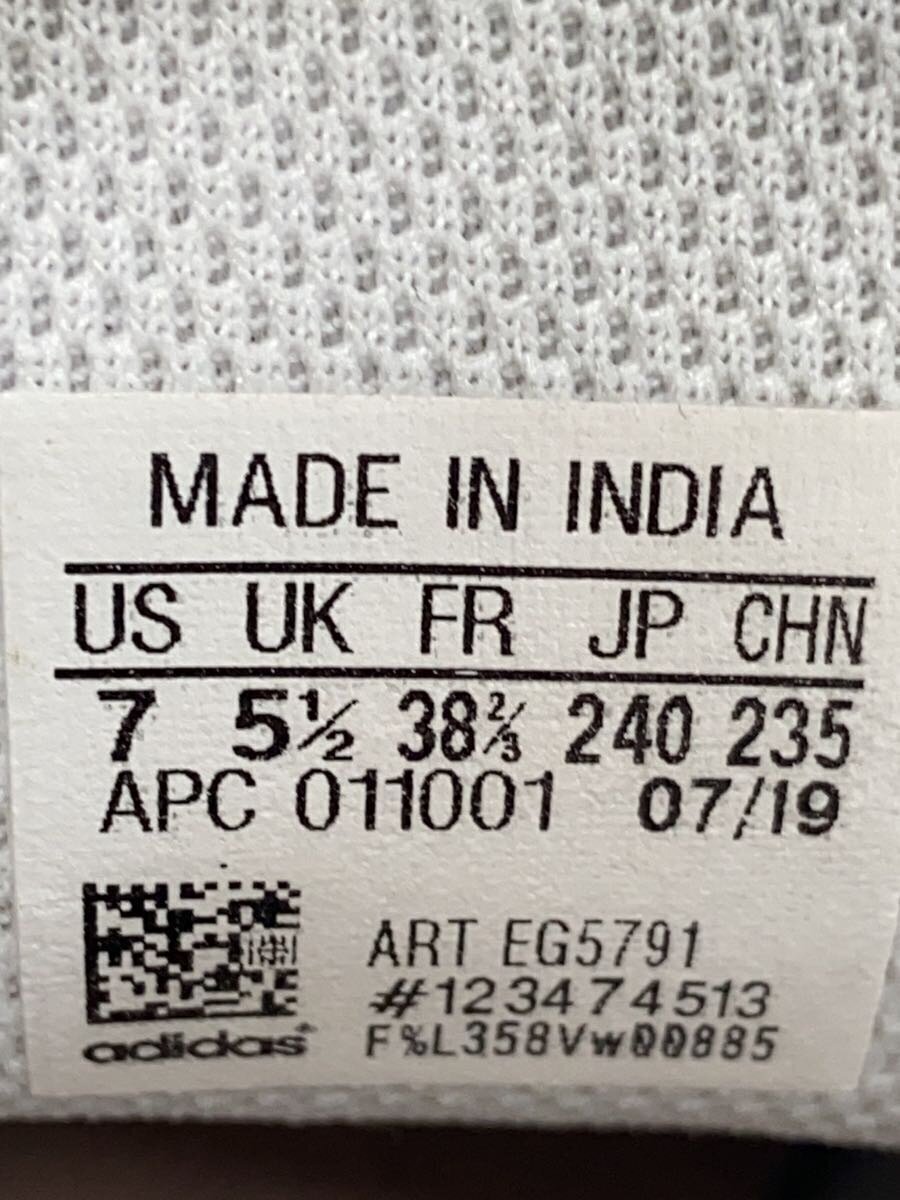 MADE IN INDIA
US UK FR JP CHN
7 5½ 38⅔ 240 235
APC 011001 07/19
ART EG5791
#123474513
adidas F%L358Vw00885